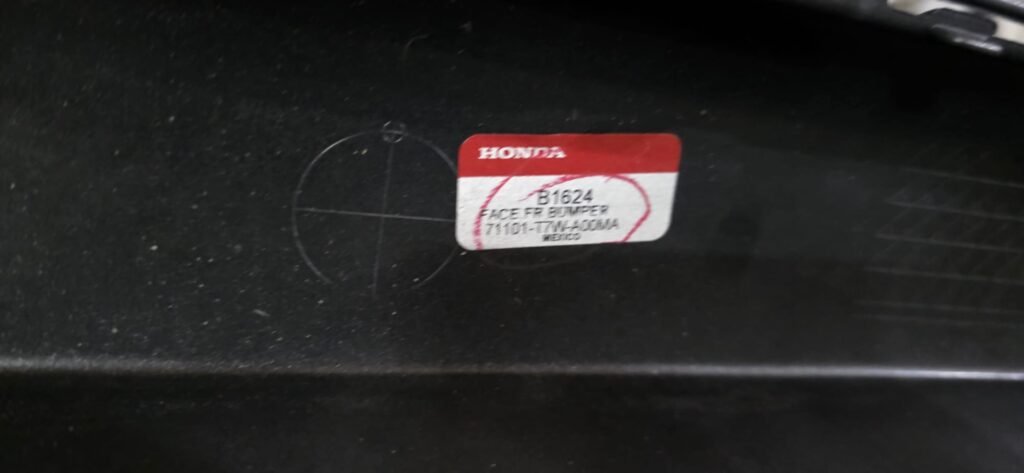 HONDA
B1624
FACE,FR BUMPER
71101-T7W-A00MA
MEXICO